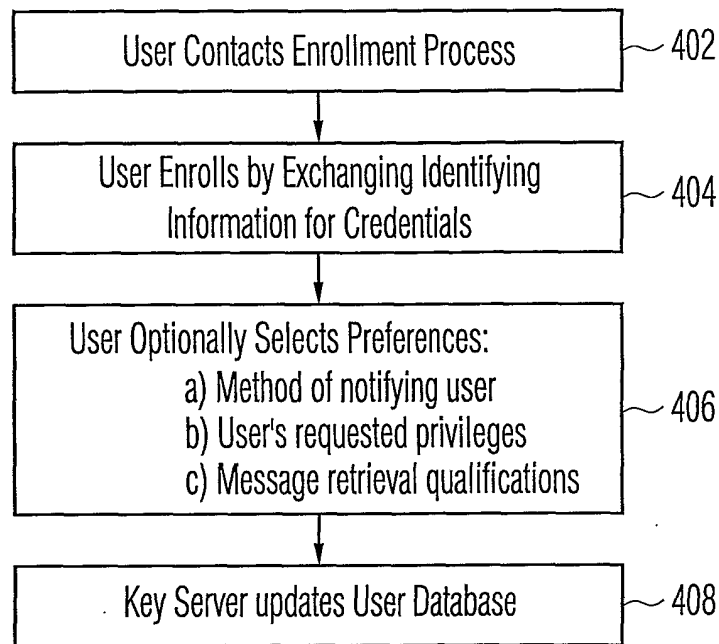 User Contacts Enrollment Process
402
User Enrolls by Exchanging Identifying
Information for Credentials
404
User Optionally Selects Preferences:
a) Method of notifying user
b) User's requested privileges
c) Message retrieval qualifications
406
Key Server updates User Database
408